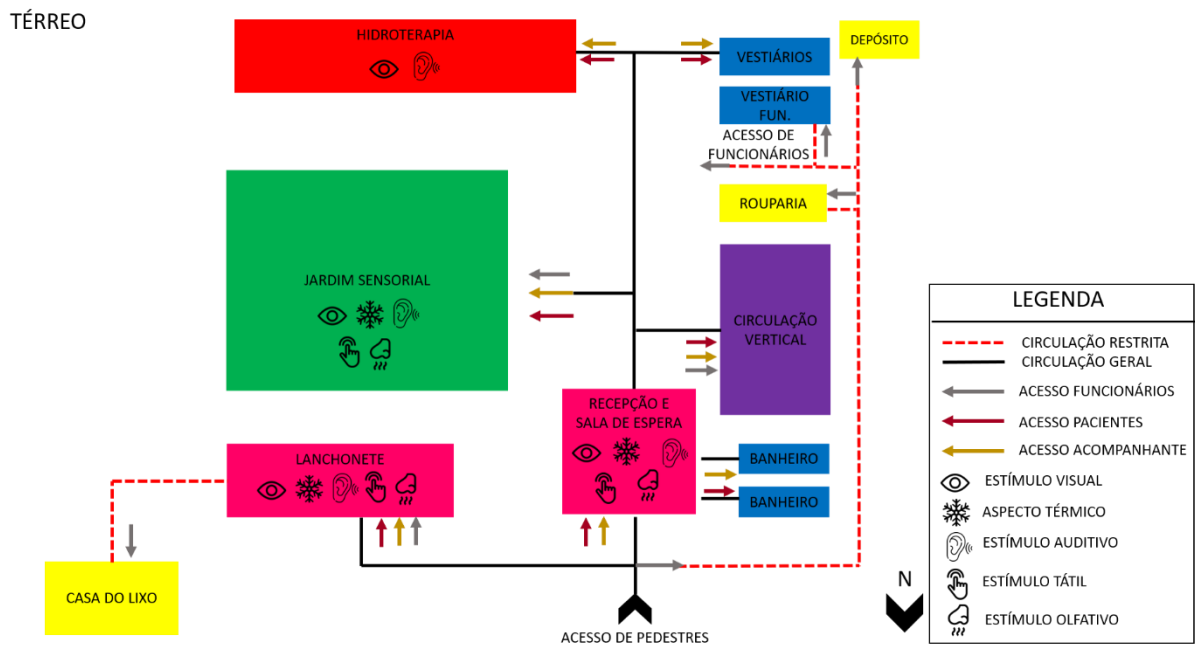 TÉRREO
HIDROTERAPIA
VESTIÁRIOS
DEPÓSITO
VESTIÁRIO
FUN.
ACESSO DE
FUNCIONÁRIOS
ROUPARIA
JARDIM SENSORIAL
CIRCULAÇÃO
VERTICAL
RECEPÇÃO E
SALA DE ESPERA
LANCHONETE
BANHEIRO
BANHEIRO
CASA DO LIXO
ACESSO DE PEDESTRES
N
LEGENDA
CIRCULAÇÃO RESTRITA
CIRCULAÇÃO GERAL
ACESSO FUNCIONÁRIOS
ACESSO PACIENTES
ACESSO ACOMPANHANTE
ESTÍMULO VISUAL
ASPECTO TÉRMICO
ESTÍMULO AUDITIVO
ESTÍMULO TÁTIL
ESTÍMULO OLFATIVO